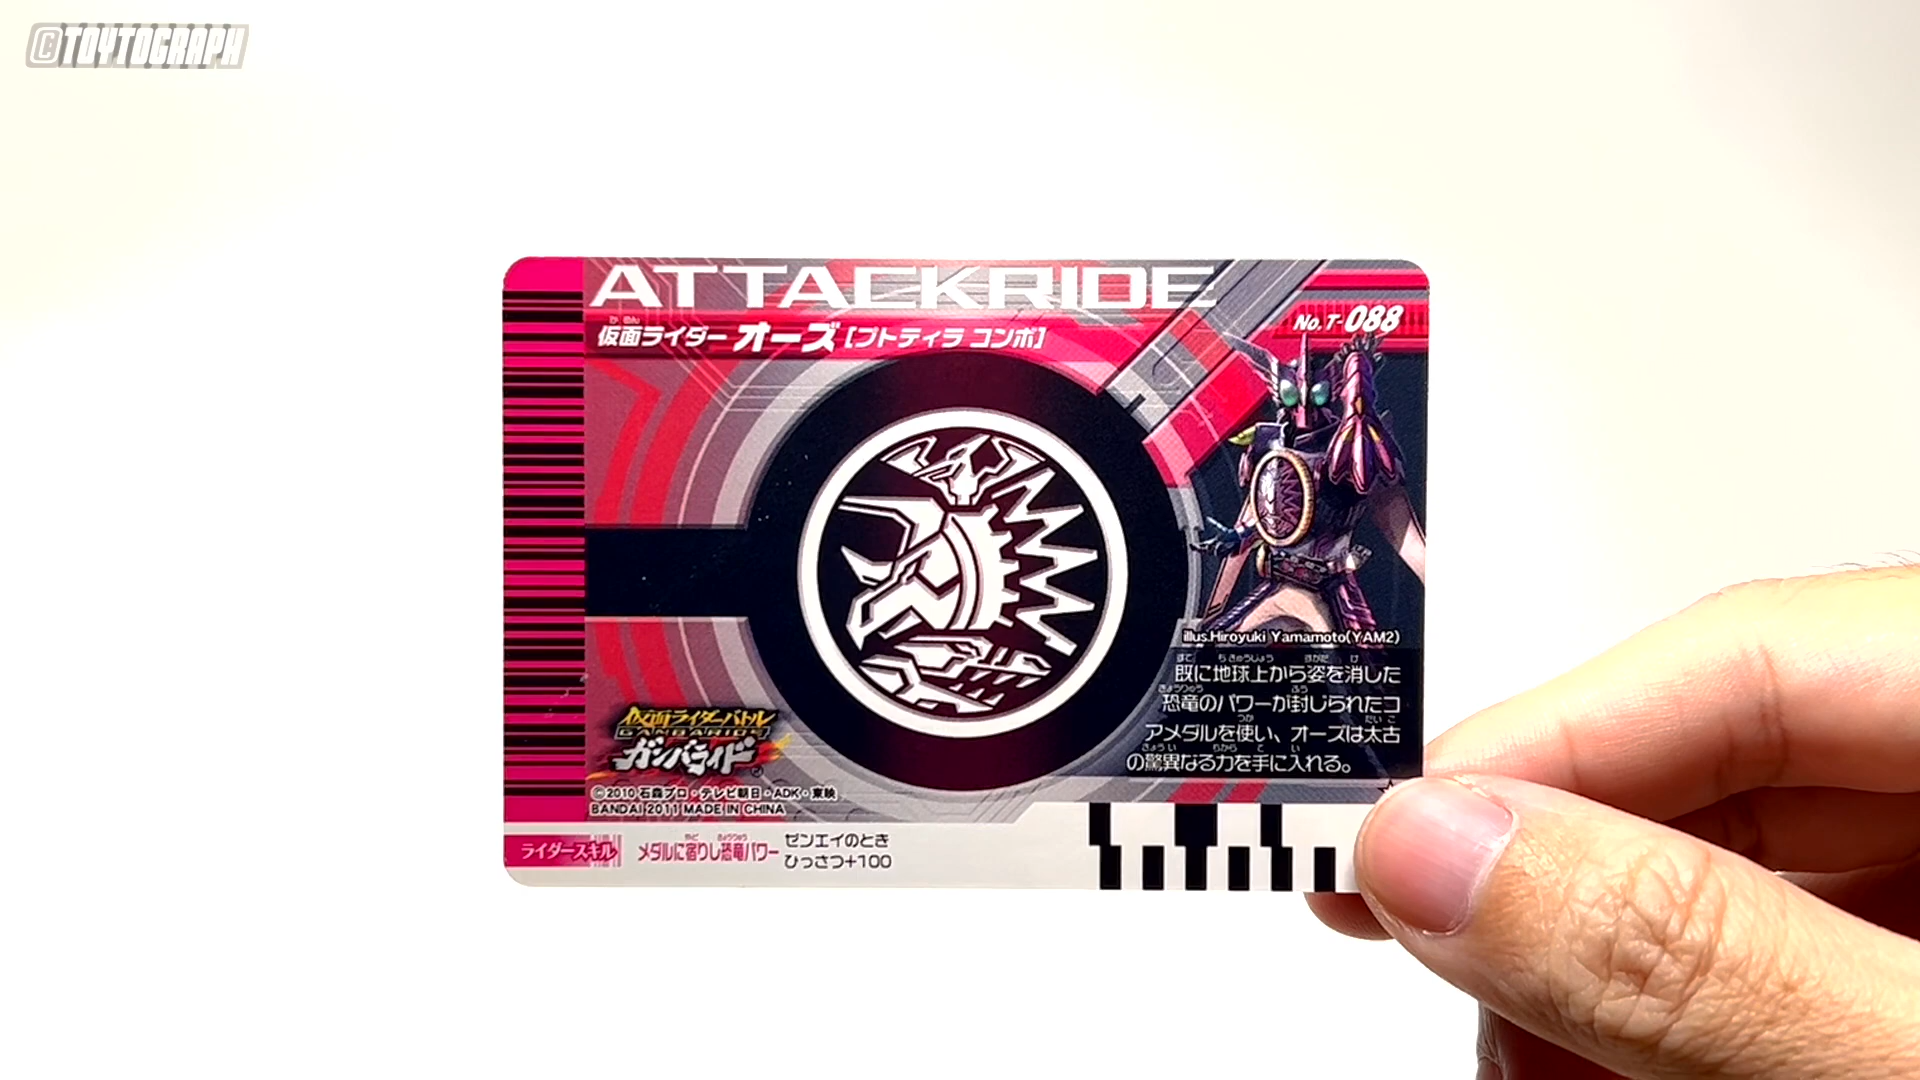 ©TOYTOGRAPH
ATTACKRIDE
仮面ライダー オーズ [プトティラ コンボ]
No.T-088
illus.Hiroyuki Yamamoto(YAM2)
既に地球上から姿を消した
恐竜のパワーが封じられたコ
アメダルを使い、オーズは太古
の驚異なる力を手に入れる。
仮面ライダーバトル
GANBARIDE
ガンバライド
©2010 石森プロ・テレビ朝日・ADK・東映
BANDAI 2011 MADE IN CHINA
ライダースキル
メダルに宿りし恐竜パワー
ゼンエイのとき
ひっさつ+100